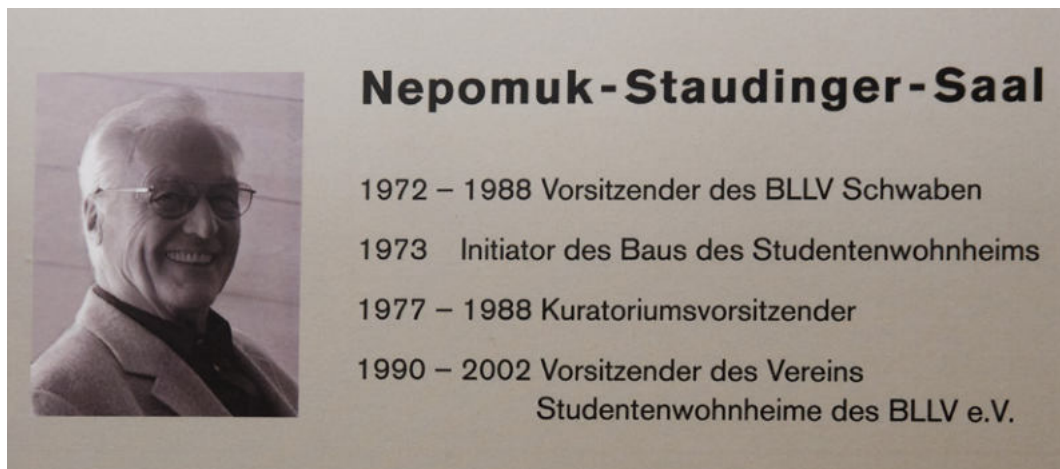 Nepomuk-Staudinger-Saal
1972 – 1988 Vorsitzender des BLLV Schwaben
1973 Initiator des Baus des Studentenwohnheims
1977 – 1988 Kuratoriumsvorsitzender
1990 – 2002 Vorsitzender des Vereins
Studentenwohnheime des BLLV e.V.